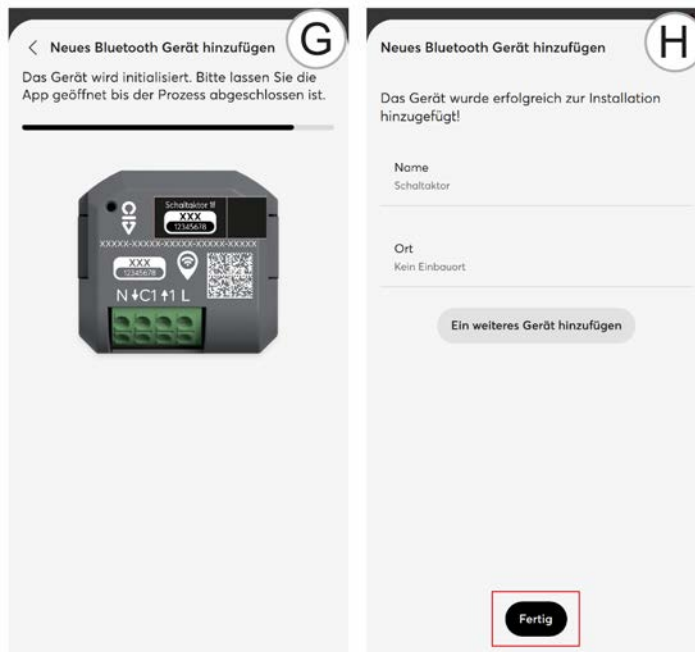 G
< Neues Bluetooth Gerät hinzufügen
Das Gerät wird initialisiert. Bitte lassen Sie die
App geöffnet bis der Prozess abgeschlossen ist.
Schaltaktor 1f
XXX
12345678
XXXXX-XXXXX-XXXXX-XXXXX-XXXXX
XXX
12345678
N ↓C1 ↑1 L
H
Neues Bluetooth Gerät hinzufügen
Das Gerät wurde erfolgreich zur Installation
hinzugefügt!
Name
Schaltaktor
Ort
Kein Einbauort
Ein weiteres Gerät hinzufügen
Fertig